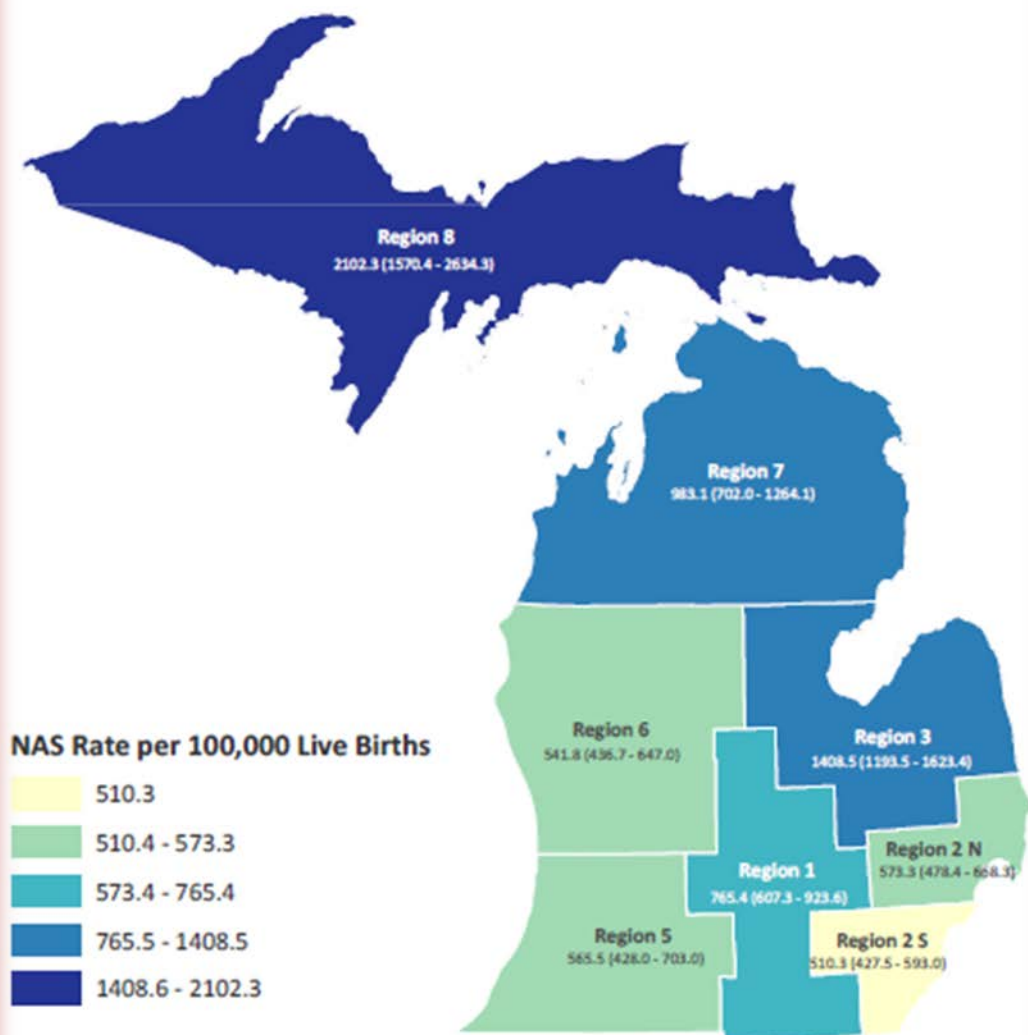 Region 8
2102.3 (1570.4 - 2634.3)
Region 7
983.1 (702.0 - 1264.1)
Region 6
541.8 (436.7 - 647.0)
Region 3
1408.5 (1193.5 - 1623.4)
NAS Rate per 100,000 Live Births
510.3
510.4 - 573.3
573.4 - 765.4
765.5 - 1408.5
1408.6 - 2102.3
Region 2 N
573.3 (478.4 - 668.3)
Region 1
765.4 (607.3 - 923.6)
Region 5
565.5 (428.0 - 703.0)
Region 2 S
510.3 (427.5 - 593.0)